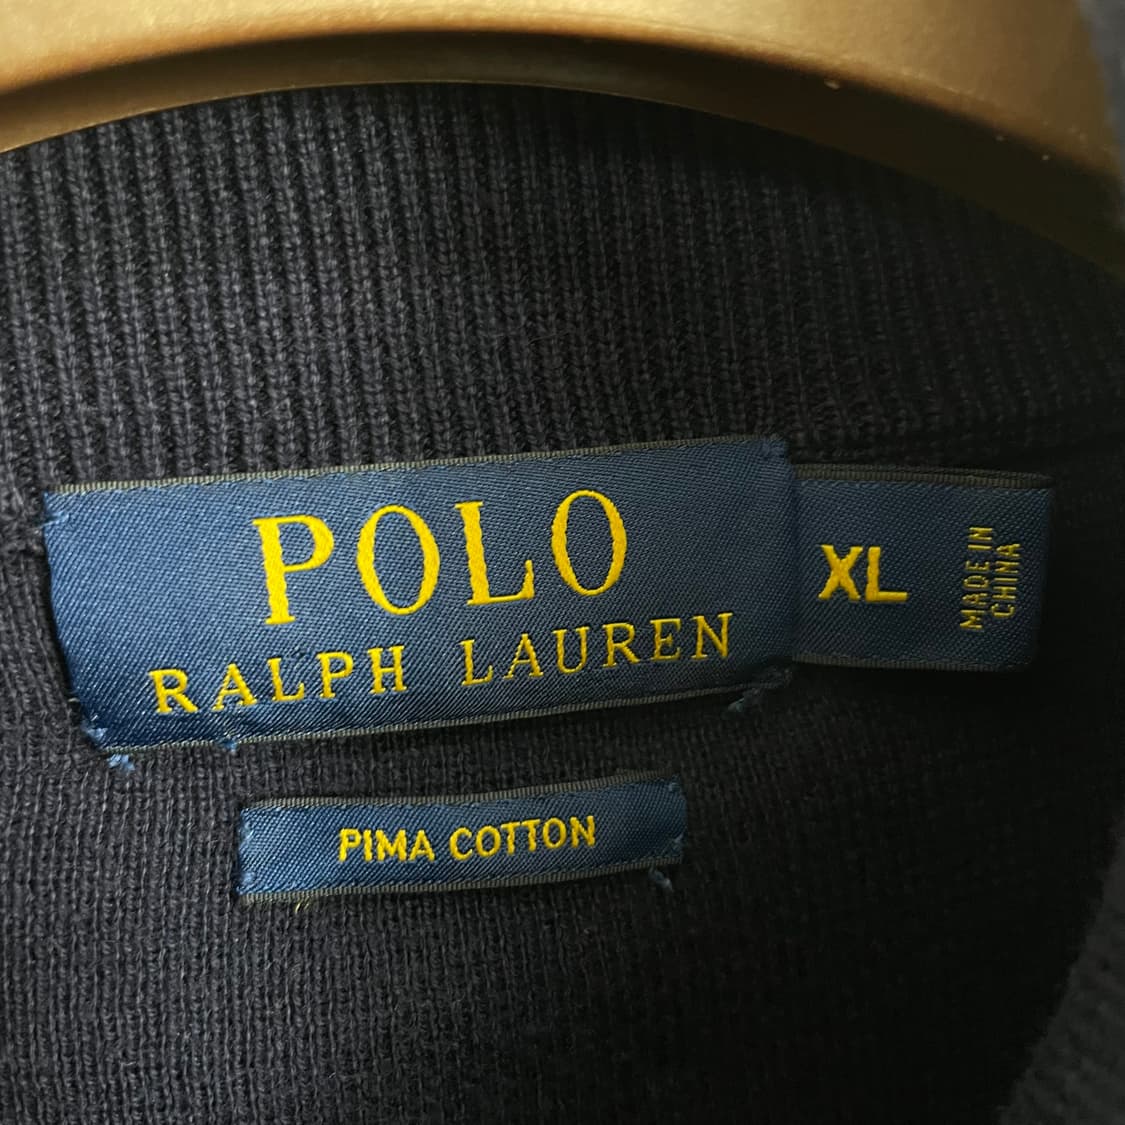 POLO
RALPH LAUREN
XL
MADE IN
CHINA
PIMA COTTON